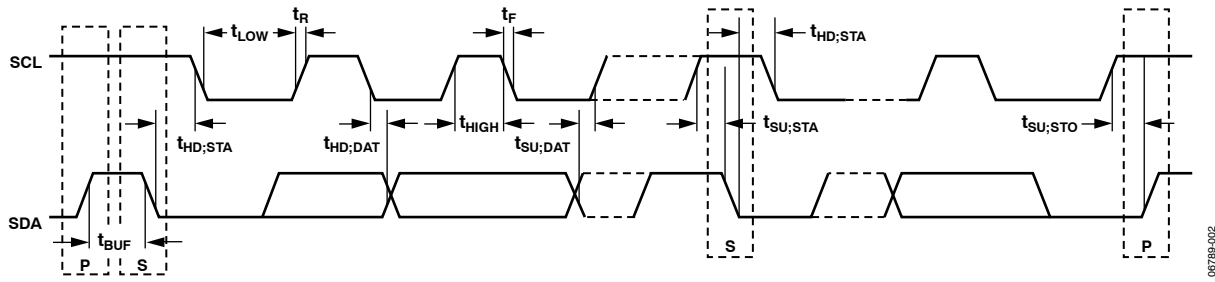 tR
tF
tLOW
tHD;STA
SCL
tHD;STA
tHD;DAT
tHIGH
tSU;DAT
tSU;STA
tSU;STO
SDA
tBUF
P
S
S
P
06789-002